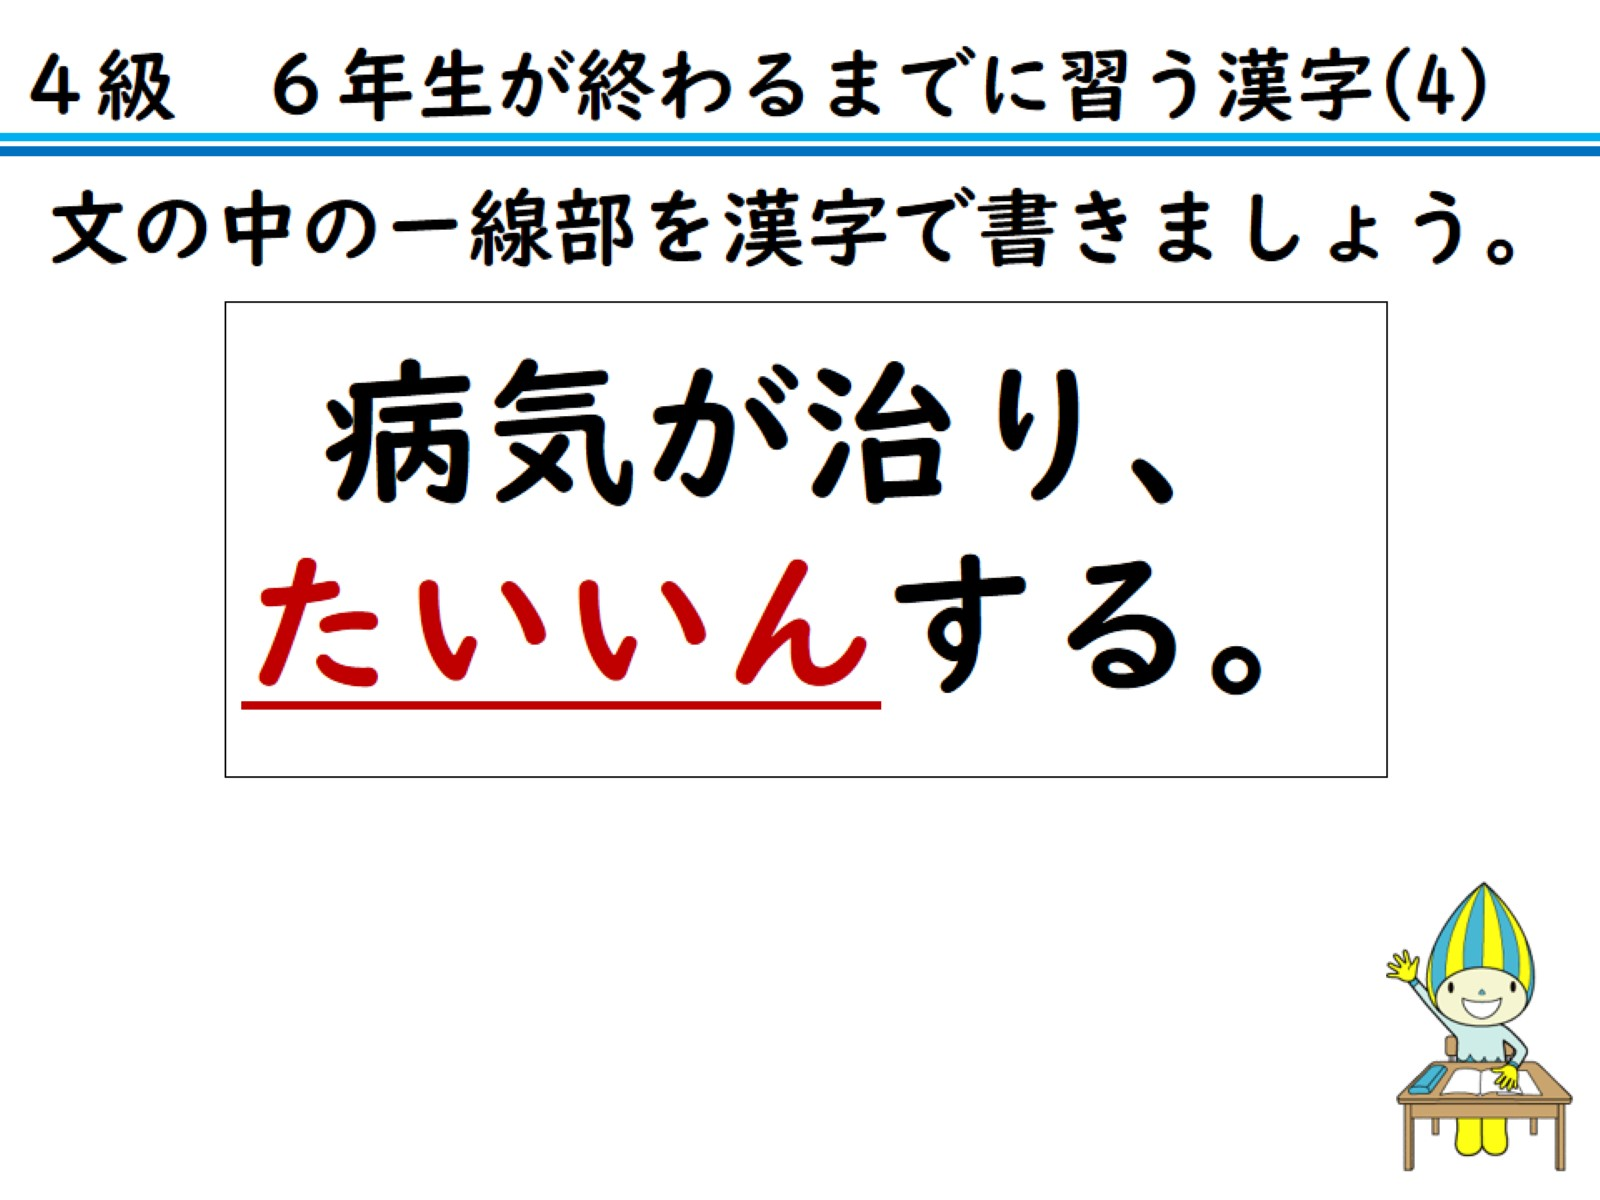 ４級　６年生が終わるまでに習う漢字(4)
文の中の－線部を漢字で書きましょう。
病気が治り、
たいいんする。